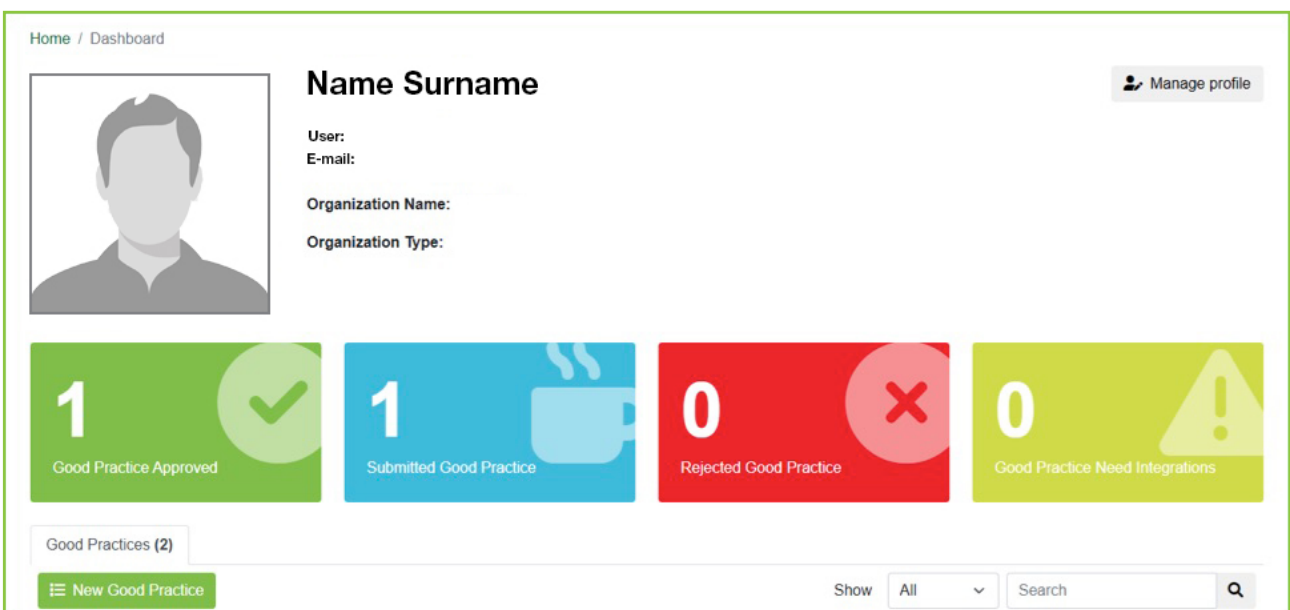 Home / Dashboard
Name Surname
Manage profile
User:
E-mail:
Organization Name:
Organization Type:
1
Good Practice Approved
1
Submitted Good Practice
0
Rejected Good Practice
0
Good Practice Need Integrations
Good Practices (2)
New Good Practice
Show All Search